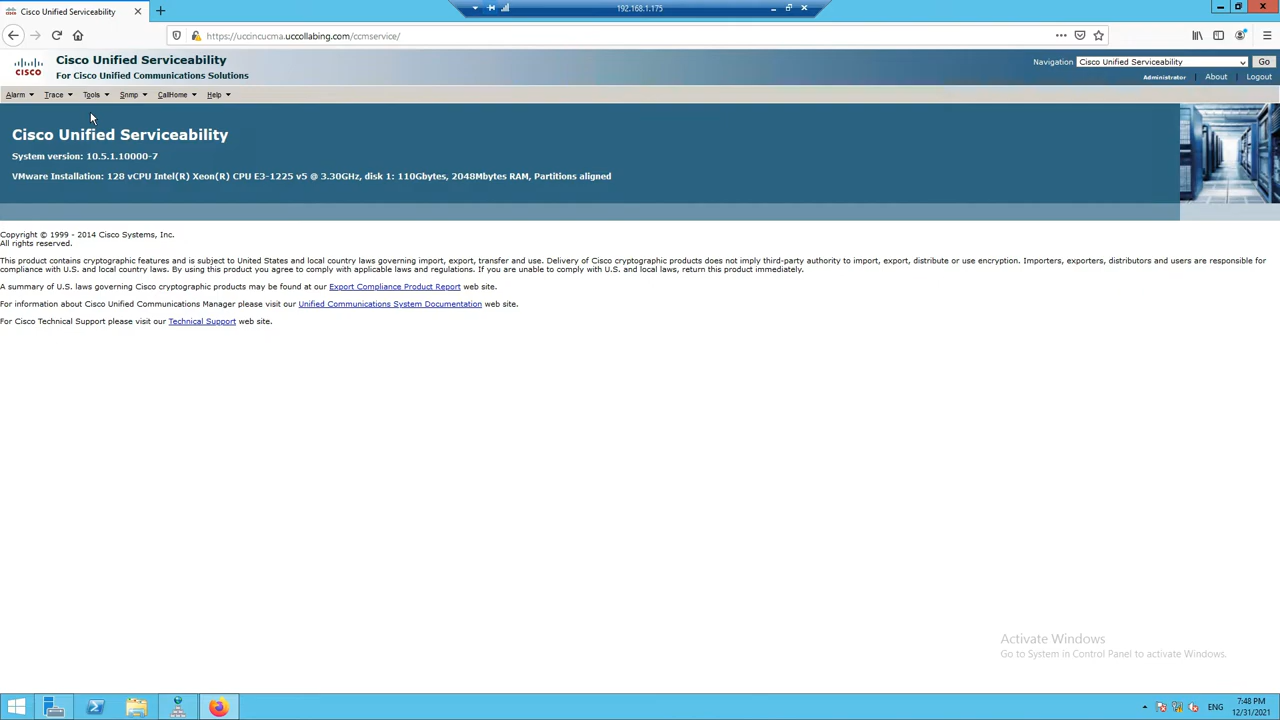 Cisco Unified Serviceability
192.168.1.175
https://uccincucma.uccollabing.com/ccmservice/
CISCO
Cisco Unified Serviceability
For Cisco Unified Communications Solutions
Navigation Cisco Unified Serviceability Go
Administrator | About | Logout
Alarm Trace Tools Snmp CallHome Help
Cisco Unified Serviceability
System version: 10.5.1.10000-7
VMware Installation: 128 vCPU Intel(R) Xeon(R) CPU E3-1225 v5 @ 3.30GHz, disk 1: 110Gbytes, 2048Mbytes RAM, Partitions aligned
Copyright © 1999 - 2014 Cisco Systems, Inc.
All rights reserved.
This product contains cryptographic features and is subject to United States and local country laws governing import, export, transfer and use. Delivery of Cisco cryptographic products does not imply third-party authority to import, export, distribute or use encryption. Importers, exporters, distributors and users are responsible for
compliance with U.S. and local country laws. By using this product you agree to comply with applicable laws and regulations. If you are unable to comply with U.S. and local laws, return this product immediately.
A summary of U.S. laws governing Cisco cryptographic products may be found at our Export Compliance Product Report web site.
For information about Cisco Unified Communications Manager please visit our Unified Communications System Documentation web site.
For Cisco Technical Support please visit our Technical Support web site.
Activate Windows
Go to System in Control Panel to activate Windows.
ENG
7:48 PM
12/31/2021